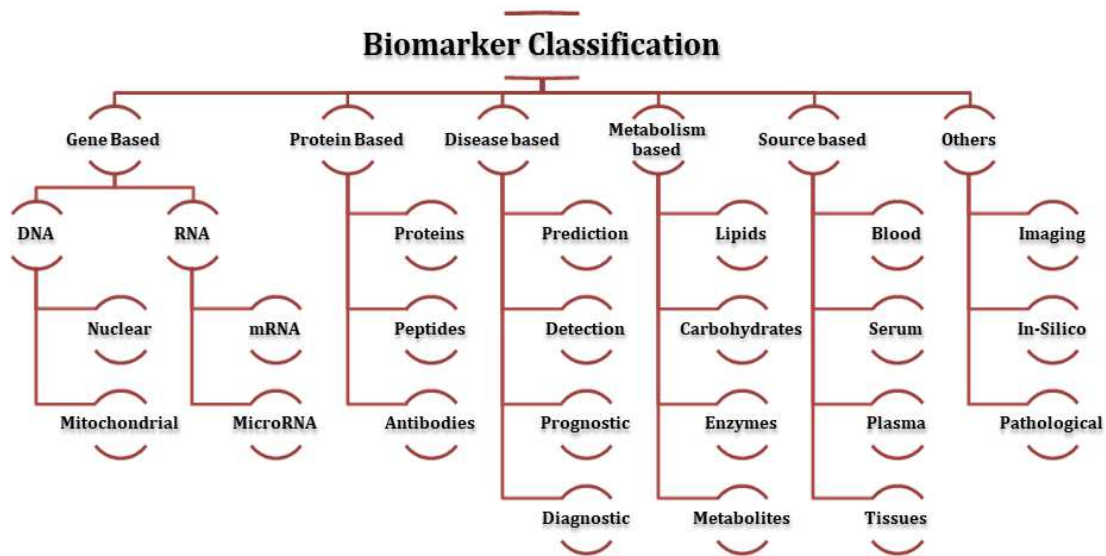 Biomarker Classification
Gene Based
Protein Based
Disease based
Metabolism
based
Source based
Others
DNA
RNA
Proteins
Prediction
Lipids
Blood
Imaging
Nuclear
mRNA
Peptides
Detection
Carbohydrates
Serum
In-Silico
Mitochondrial
MicroRNA
Antibodies
Prognostic
Enzymes
Plasma
Pathological
Diagnostic
Metabolites
Tissues